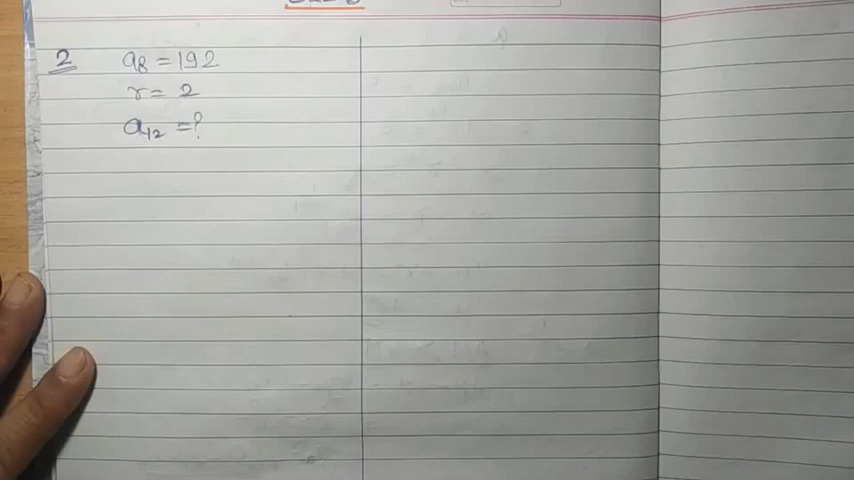 2 a₈ = 192
r = 2
a₁₂ = ?